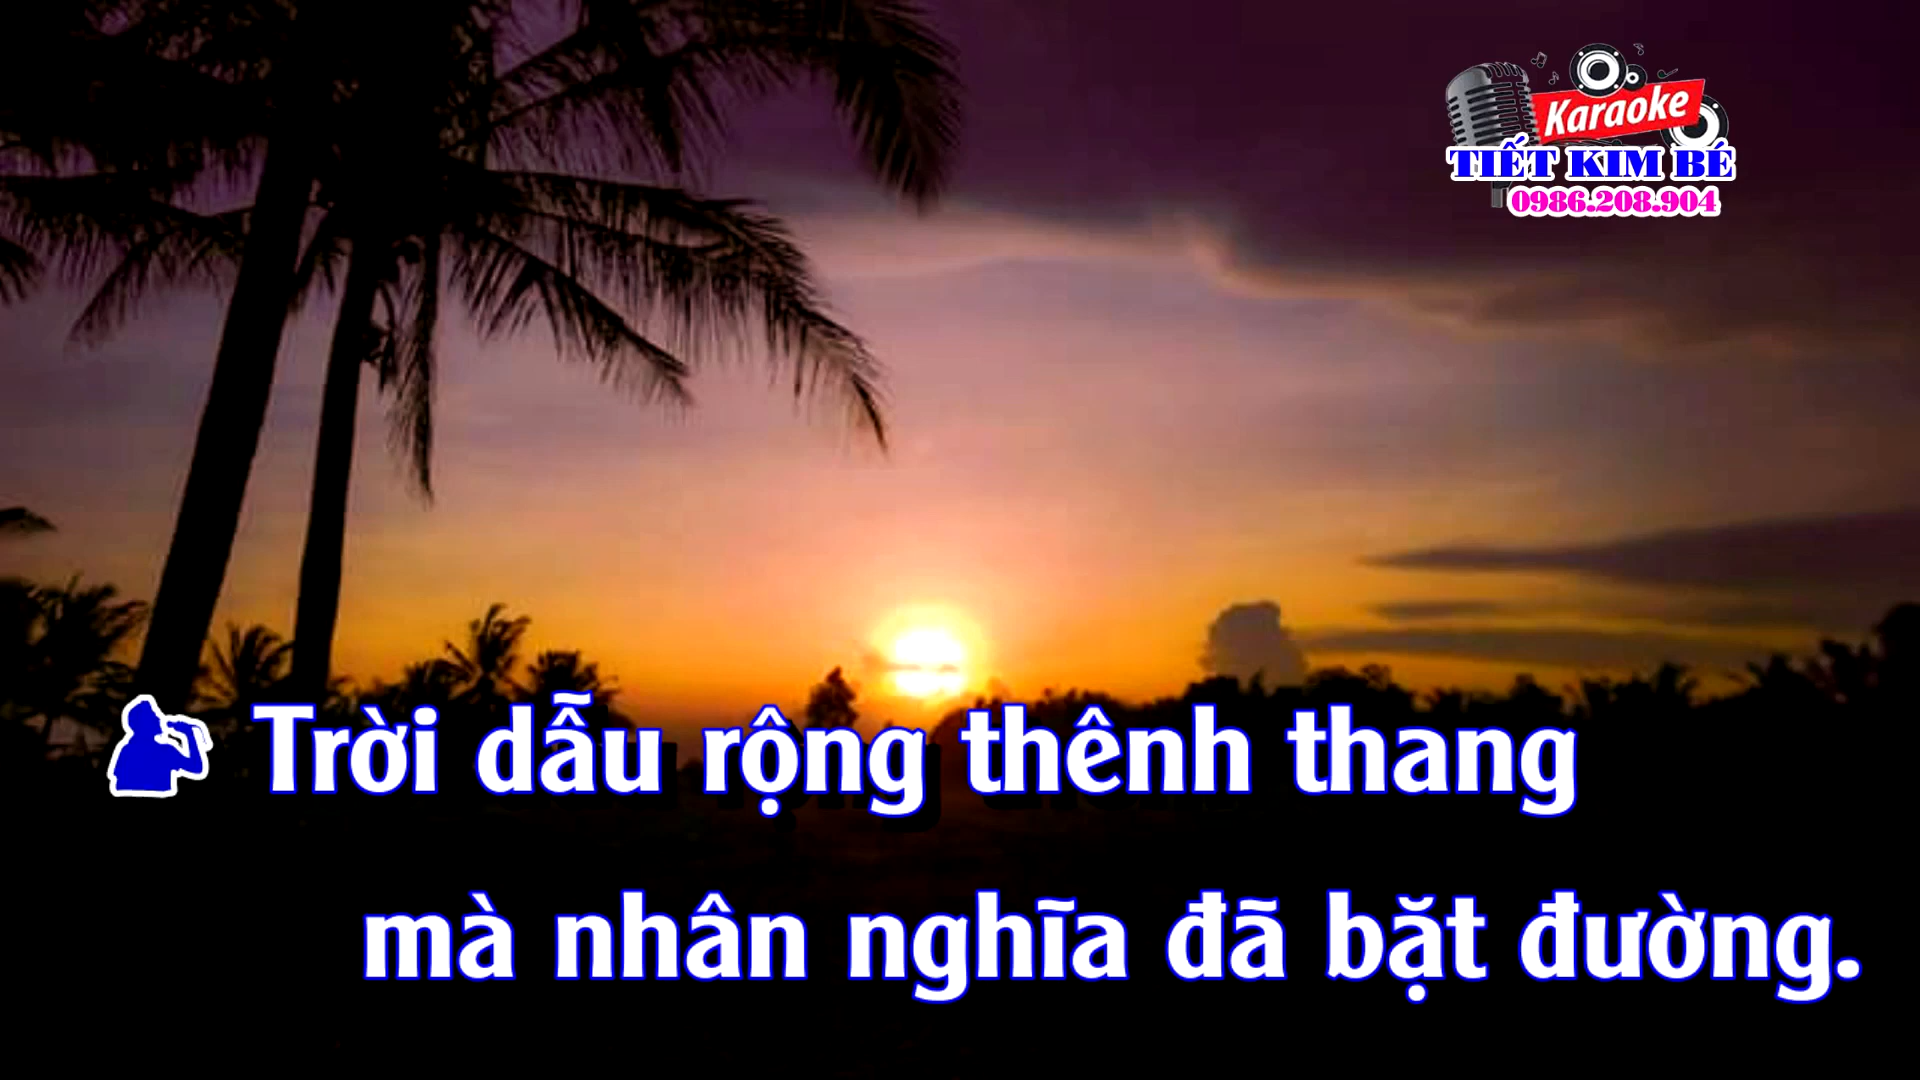 Karaoke
TIẾT KIM BÉ
0986.208.904
Trời dẫu rộng thênh thang
mà nhân nghĩa đã bặt đường.